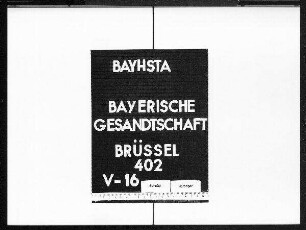 BAYHSTA
BAYERISCHE
GESANDTSCHAFT
BRÜSSEL
402
V-16